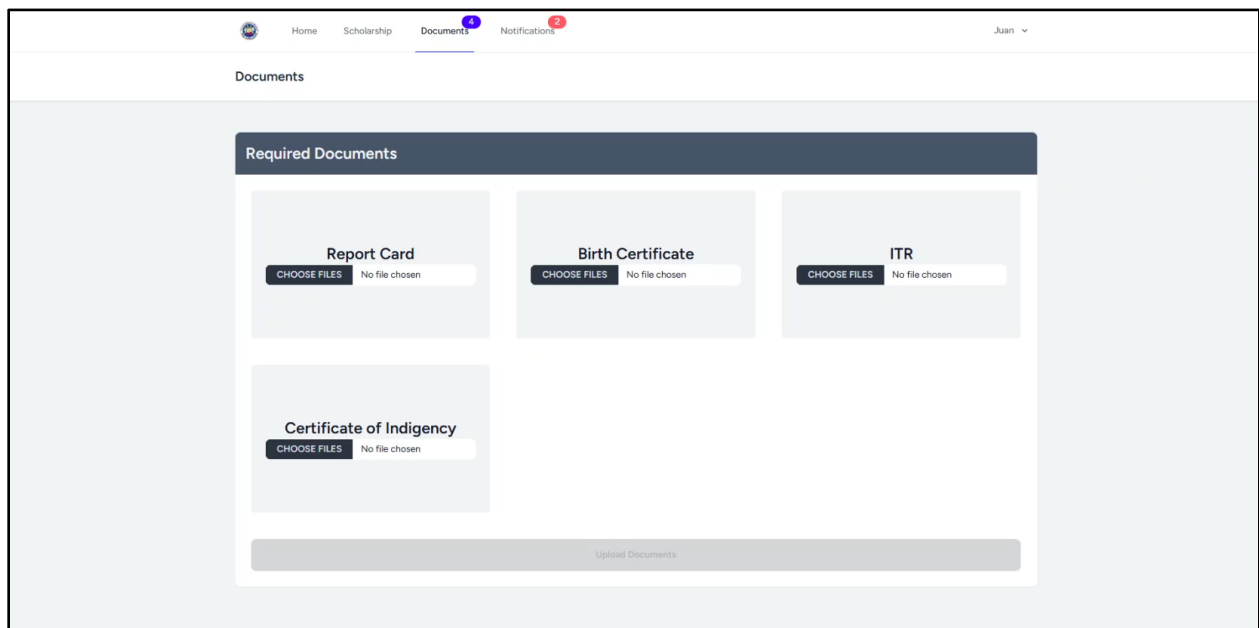 Home Scholarship Documents 4 Notifications 2 Juan
Documents
Required Documents
Report Card
CHOOSE FILES No file chosen
Birth Certificate
CHOOSE FILES No file chosen
ITR
CHOOSE FILES No file chosen
Certificate of Indigency
CHOOSE FILES No file chosen
Upload Documents